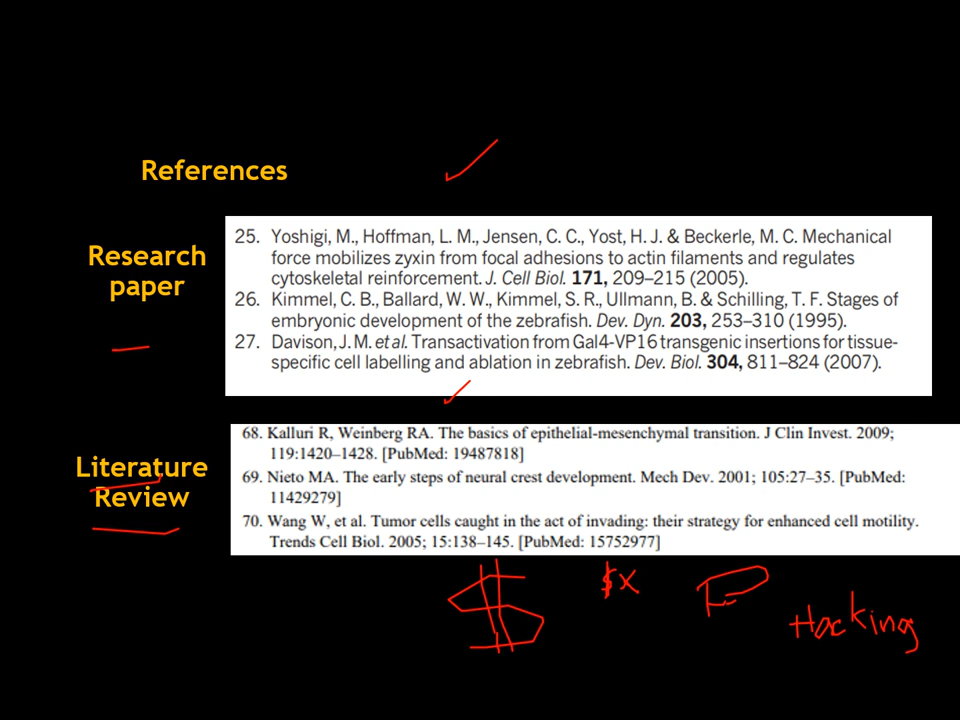 References
Research
paper
25. Yoshigi, M., Hoffman, L. M., Jensen, C. C., Yost, H. J. & Beckerle, M. C. Mechanical
force mobilizes zyxin from focal adhesions to actin filaments and regulates
cytoskeletal reinforcement. J. Cell Biol. 171, 209–215 (2005).
26. Kimmel, C. B., Ballard, W. W., Kimmel, S. R., Ullmann, B. & Schilling, T. F. Stages of
embryonic development of the zebrafish. Dev. Dyn. 203, 253–310 (1995).
27. Davison, J. M. et al. Transactivation from Gal4-VP16 transgenic insertions for tissue-
specific cell labelling and ablation in zebrafish. Dev. Biol. 304, 811–824 (2007).
Literature
Review
68. Kalluri R, Weinberg RA. The basics of epithelial-mesenchymal transition. J Clin Invest. 2009;
119:1420–1428. [PubMed: 19487818]
69. Nieto MA. The early steps of neural crest development. Mech Dev. 2001; 105:27–35. [PubMed:
11429279]
70. Wang W, et al. Tumor cells caught in the act of invading: their strategy for enhanced cell motility.
Trends Cell Biol. 2005; 15:138–145. [PubMed: 15752977]
$ $x
Hacking